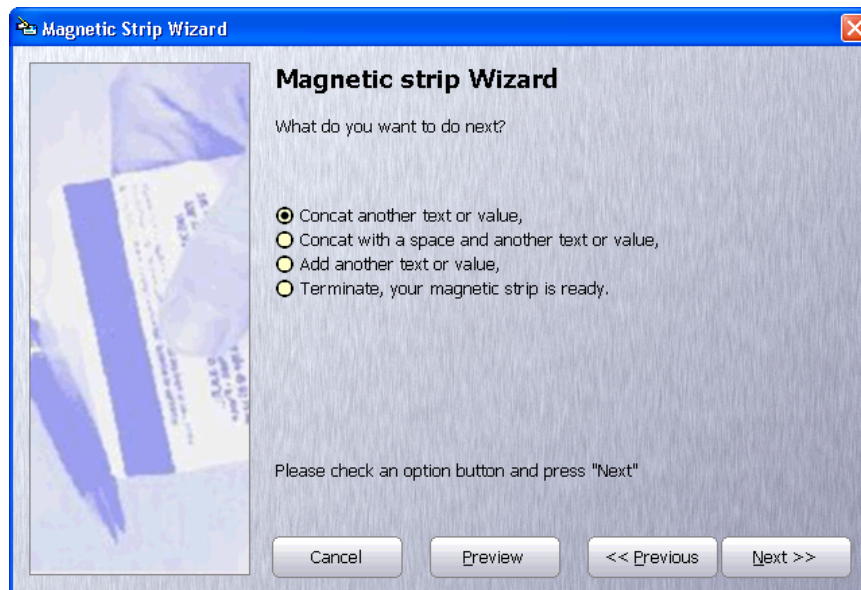 Magnetic Strip Wizard
Magnetic strip Wizard
What do you want to do next?
Concat another text or value,
Concat with a space and another text or value,
Add another text or value,
Terminate, your magnetic strip is ready.
Please check an option button and press "Next"
Cancel Preview << Previous Next >>